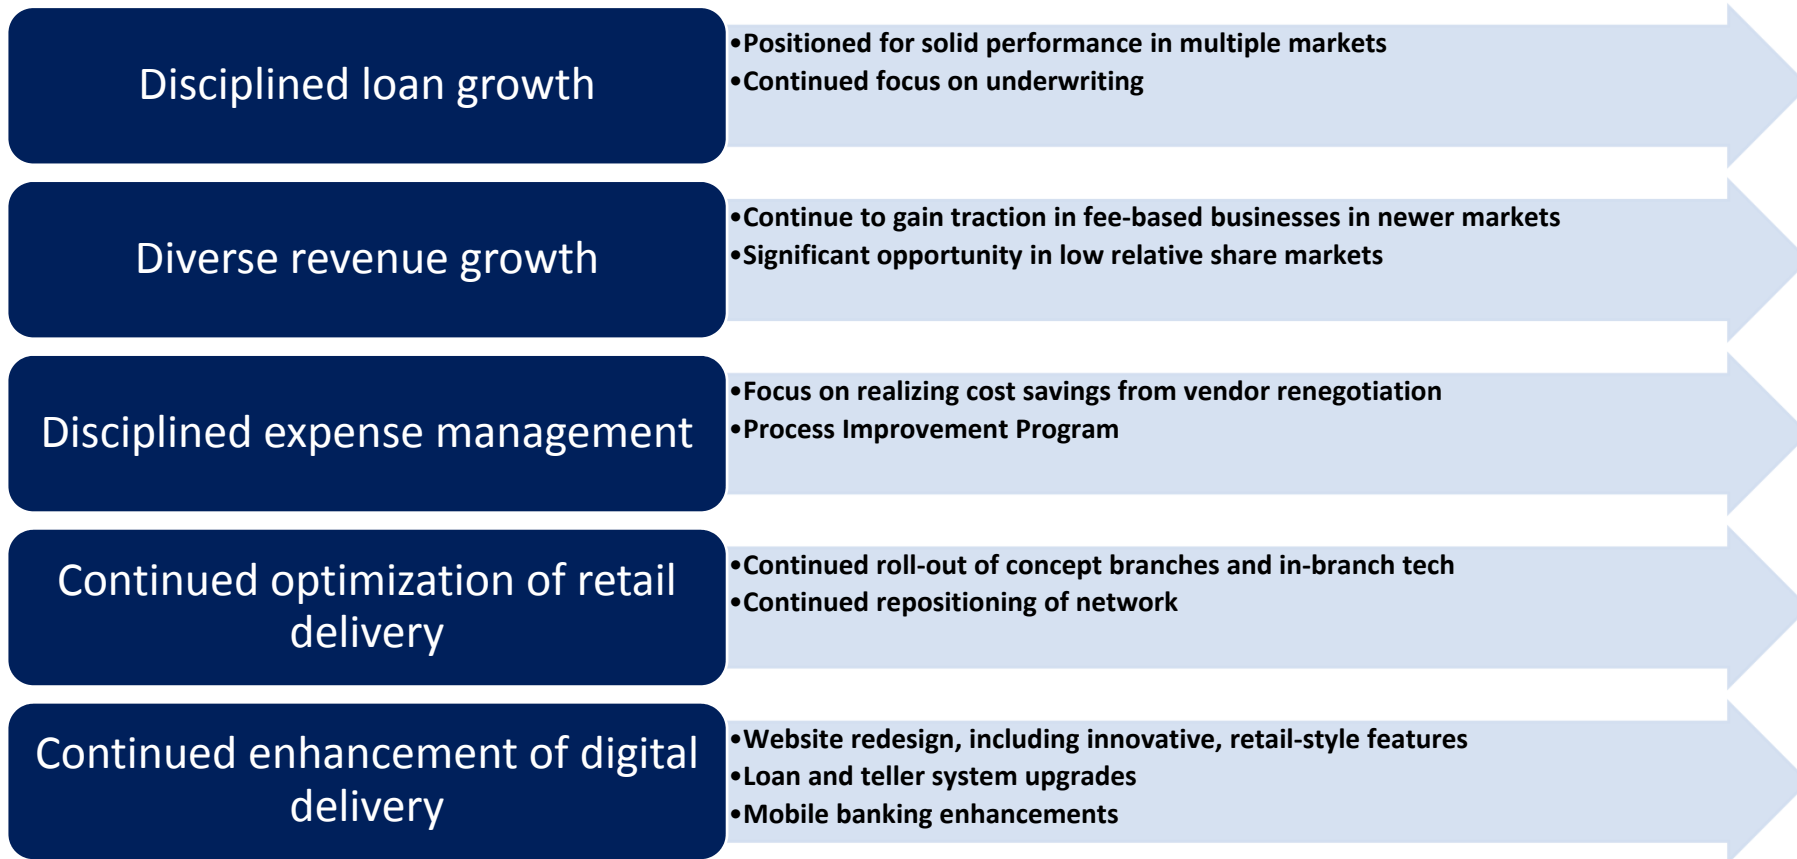 Disciplined loan growth
•Positioned for solid performance in multiple markets
•Continued focus on underwriting
Diverse revenue growth
•Continue to gain traction in fee-based businesses in newer markets
•Significant opportunity in low relative share markets
Disciplined expense management
•Focus on realizing cost savings from vendor renegotiation
•Process Improvement Program
Continued optimization of retail
delivery
•Continued roll-out of concept branches and in-branch tech
•Continued repositioning of network
Continued enhancement of digital
delivery
•Website redesign, including innovative, retail-style features
•Loan and teller system upgrades
•Mobile banking enhancements